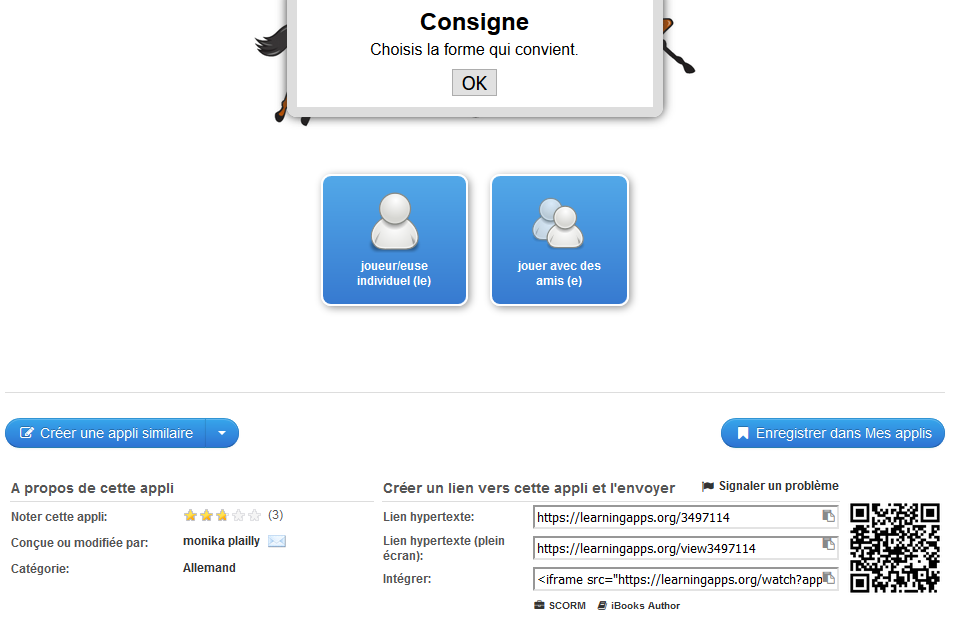 Consigne
Choisis la forme qui convient.
OK
joueur/euse
individuel (le)
jouer avec des
amis (e)
Créer une appli similaire
Enregistrer dans Mes applis
A propos de cette appli
Noter cette appli: (3)
Conçue ou modifiée par: monika plailly
Catégorie: Allemand
Créer un lien vers cette appli et l'envoyer
Signaler un problème
Lien hypertexte: https://learningapps.org/3497114
Lien hypertexte (plein
écran): https://learningapps.org/view3497114
Intégrer: <iframe src="https://learningapps.org/watch?app
SCORM iBooks Author